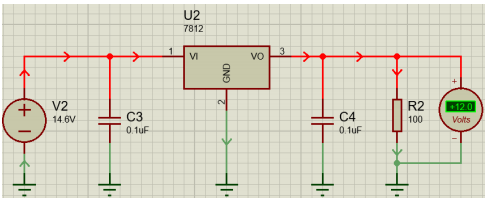 U2
7812
1
VI
VO
3
GND
2
V2
14.6V
C3
0.1uF
C4
0.1uF
R2
100
+
+12.0
Volts
−